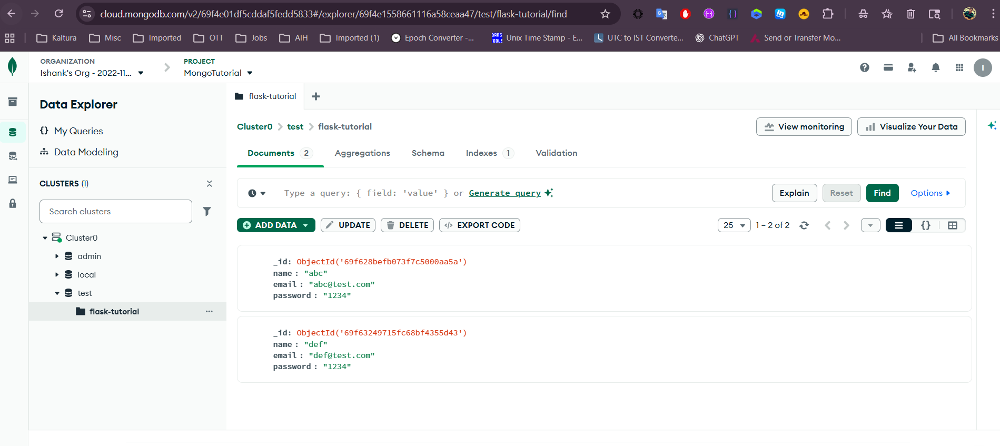 cloud.mongodb.com/v2/69f4e01df5cddaf5fedd5833#/explorer/69f4e1558661116a58ceaa47/test/flask-tutorial/find
Kaltura Misc Imported OTT Jobs AIH Imported (1) Epoch Converter -... DANS TOOLS Unix Time Stamp - E... UTC to IST Converte... ChatGPT Send or Transfer Mo... All Bookmarks
ORGANIZATION
Ishank's Org - 2022-11...
PROJECT
MongoTutorial
I
Data Explorer
My Queries
Data Modeling
CLUSTERS (1)
Search clusters
Cluster0
admin
local
test
flask-tutorial
flask-tutorial
Cluster0 > test > flask-tutorial
View monitoring
Visualize Your Data
Documents 2 Aggregations Schema Indexes 1 Validation
Type a query: { field: 'value' } or Generate query
Explain Reset Find Options
ADD DATA UPDATE DELETE EXPORT CODE
25 1 – 2 of 2
_id: ObjectId('69f628befb073f7c5000aa5a')
name : "abc"
email : "abc@test.com"
password : "1234"
_id: ObjectId('69f63249715fc68bf4355d43')
name : "def"
email : "def@test.com"
password : "1234"